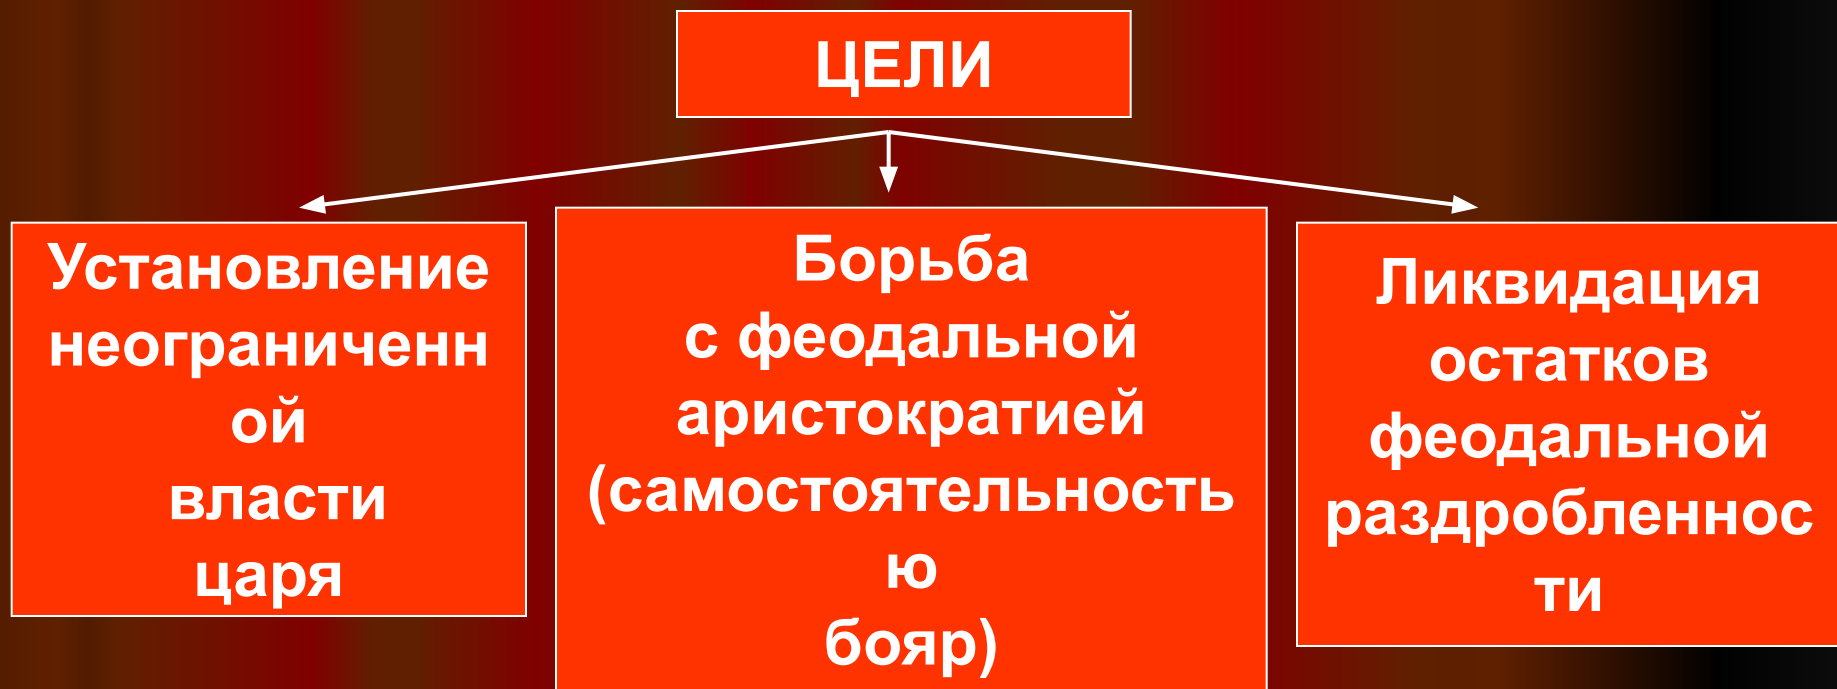 ЦЕЛИ
Установление
неограниченн
ой
власти
царя
Борьба
с феодальной
аристократией
(самостоятельность
ю
бояр)
Ликвидация
остатков
феодальной
раздробленнос
ти